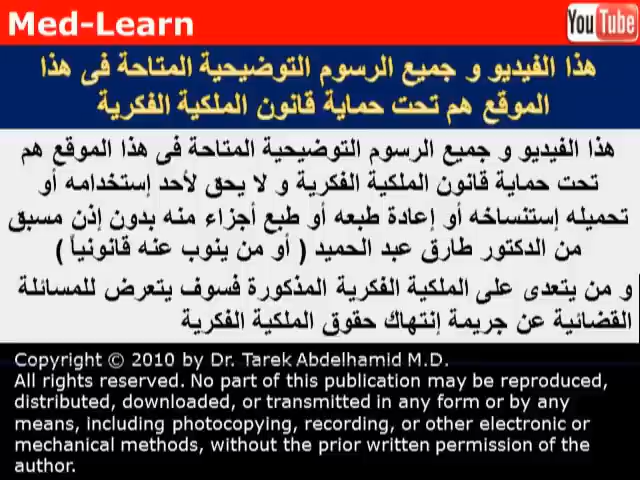 Med-Learn
YouTube
هذا الفيديو و جميع الرسوم التوضيحية المتاحة فى هذا
الموقع هم تحت حماية قانون الملكية الفكرية
هذا الفيديو و جميع الرسوم التوضيحية المتاحة فى هذا الموقع هم
تحت حماية قانون الملكية الفكرية و لا يحق لأحد إستخدامه أو
تحميله إستنساخه أو إعادة طبعه أو طبع أجزاء منه بدون إذن مسبق
من الدكتور طارق عبد الحميد ( أو من ينوب عنه قانونياً )
و من يتعدى على الملكية الفكرية المذكورة فسوف يتعرض للمسائلة
القضائية عن جريمة إنتهاك حقوق الملكية الفكرية
Copyright © 2010 by Dr. Tarek Abdelhamid M.D.
All rights reserved. No part of this publication may be reproduced,
distributed, downloaded, or transmitted in any form or by any
means, including photocopying, recording, or other electronic or
mechanical methods, without the prior written permission of the
author.